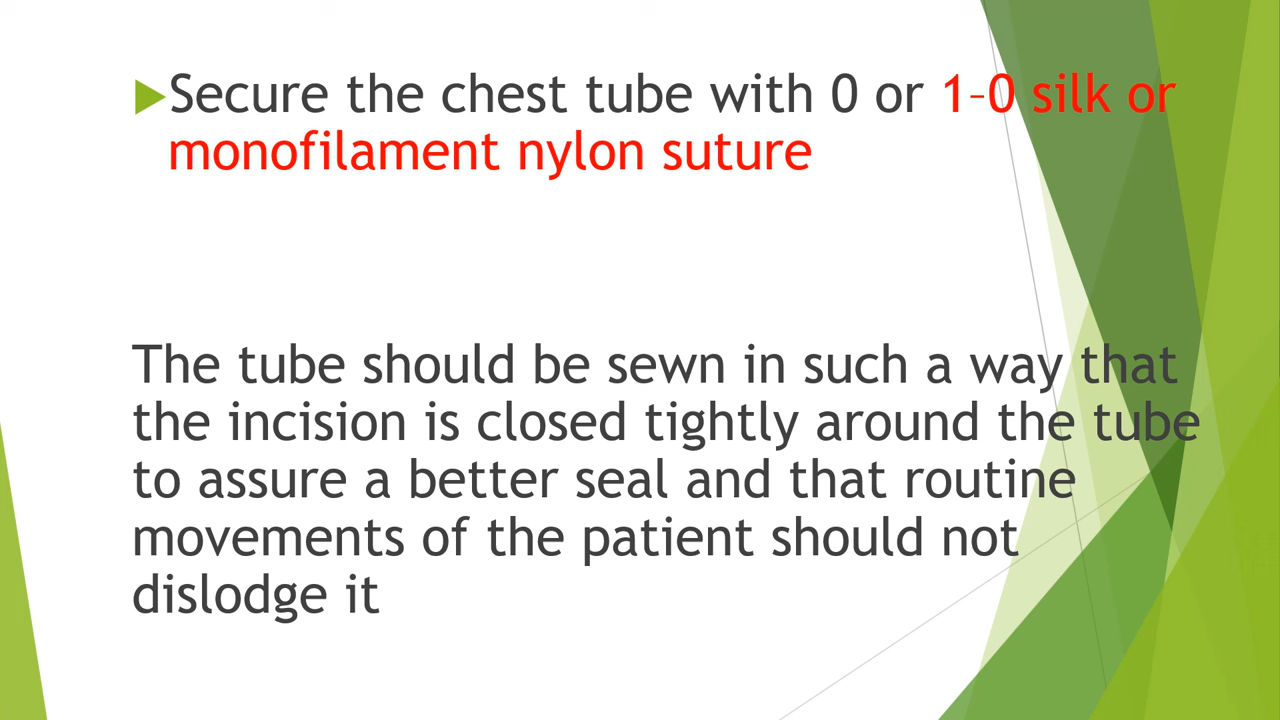 Secure the chest tube with 0 or 1–0 silk or
monofilament nylon suture
The tube should be sewn in such a way that
the incision is closed tightly around the tube
to assure a better seal and that routine
movements of the patient should not
dislodge it